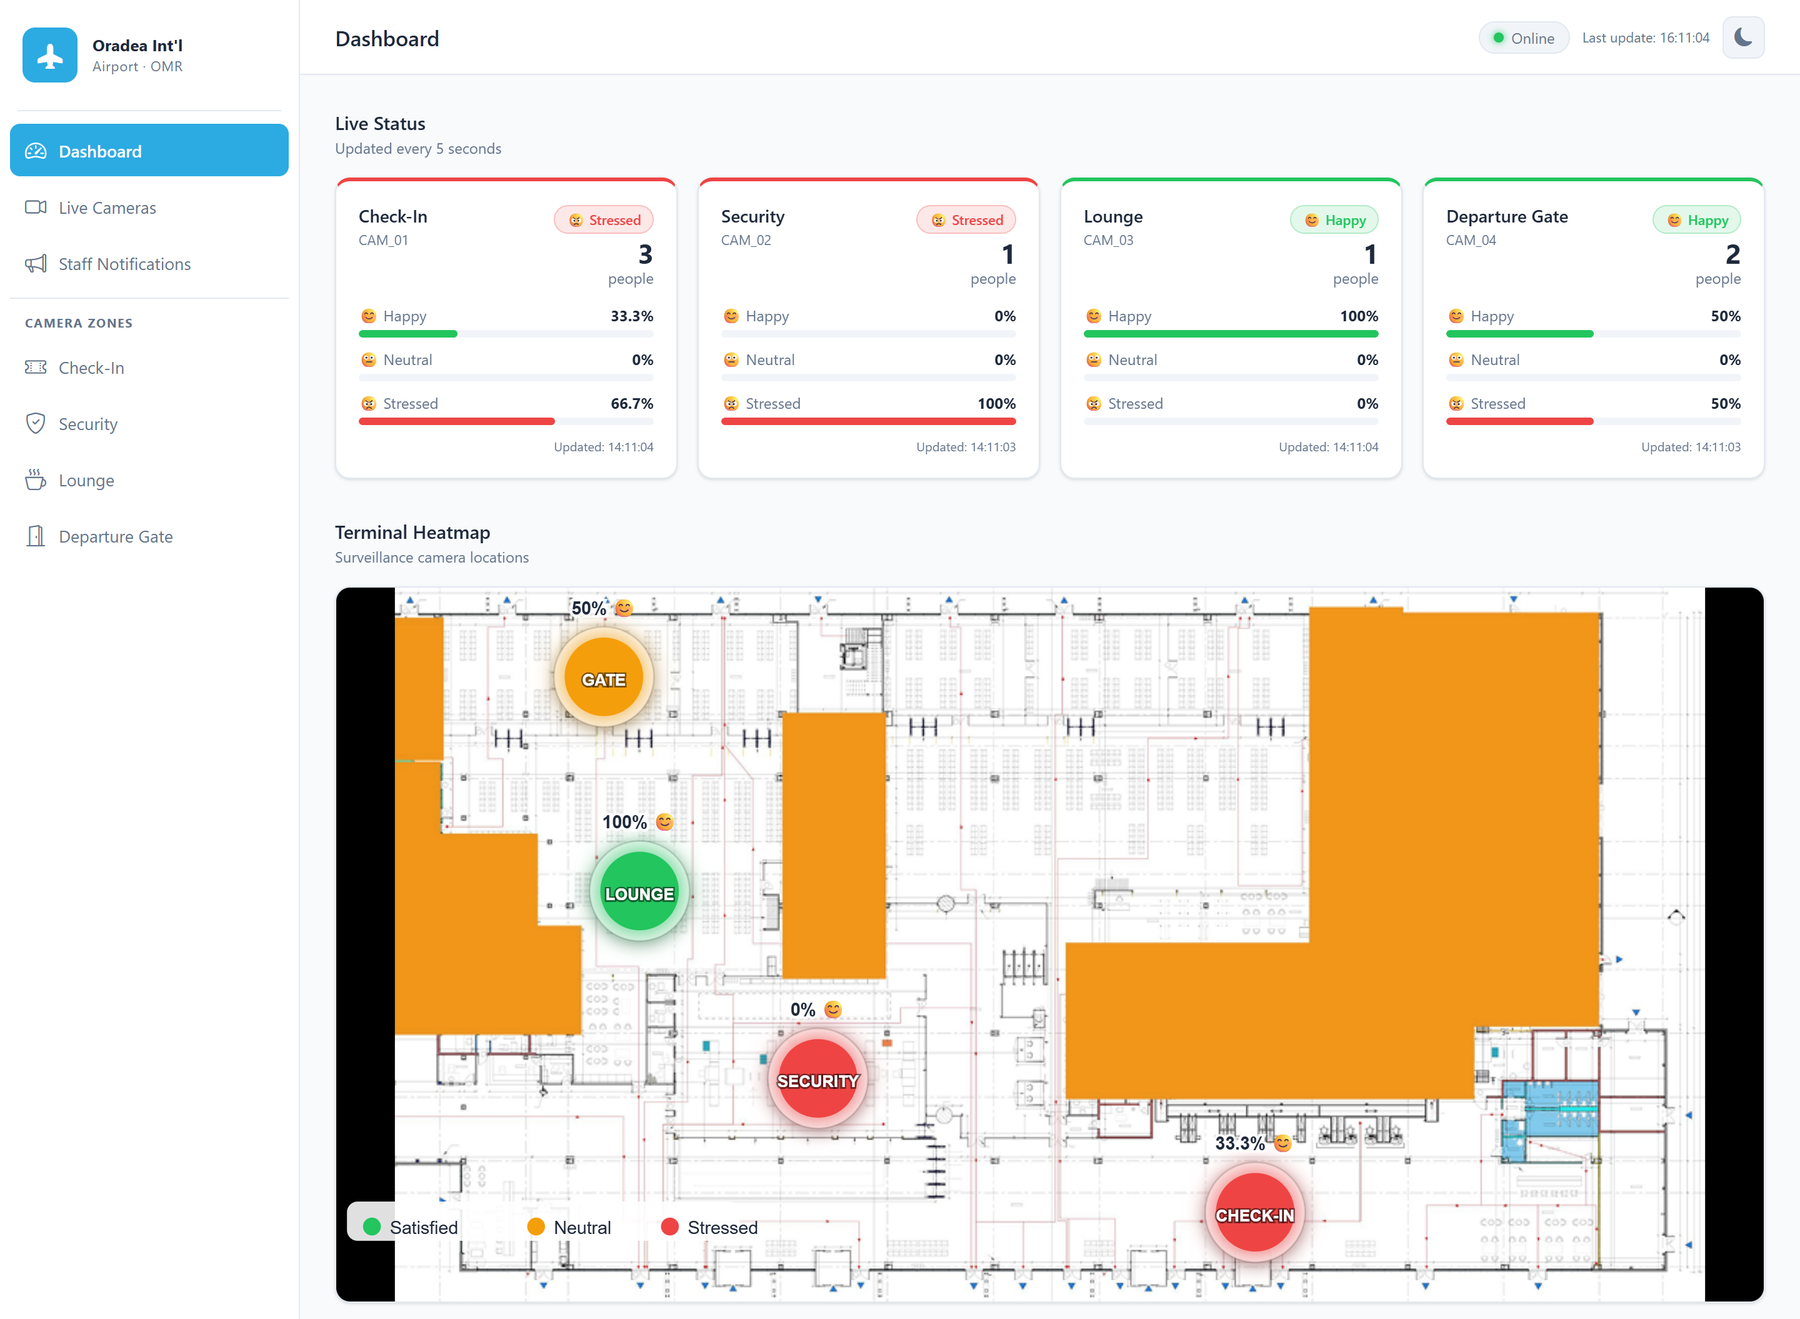 Oradea Int'l
Airport · OMR
Dashboard
Live Cameras
Staff Notifications
CAMERA ZONES
Check-In
Security
Lounge
Departure Gate
Dashboard
Online
Last update: 16:11:04
Live Status
Updated every 5 seconds
Check-In
Stressed
CAM_01
3
people
Happy 33.3%
Neutral 0%
Stressed 66.7%
Updated: 14:11:04
Security
Stressed
CAM_02
1
people
Happy 0%
Neutral 0%
Stressed 100%
Updated: 14:11:03
Lounge
Happy
CAM_03
1
people
Happy 100%
Neutral 0%
Stressed 0%
Updated: 14:11:04
Departure Gate
Happy
CAM_04
2
people
Happy 50%
Neutral 0%
Stressed 50%
Updated: 14:11:03
Terminal Heatmap
Surveillance camera locations
50%
GATE
100%
LOUNGE
0%
SECURITY
33.3%
CHECK-IN
Satisfied
Neutral
Stressed